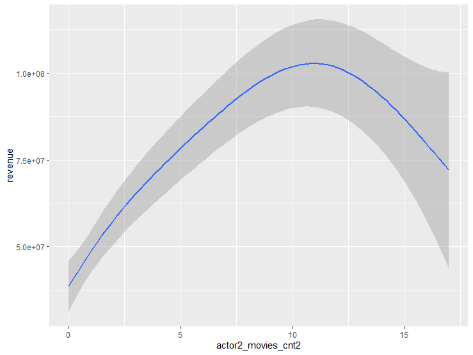 1.0e+08
7.5e+07
5.0e+07
revenue
0
5
10
15
actor2_movies_cnt2